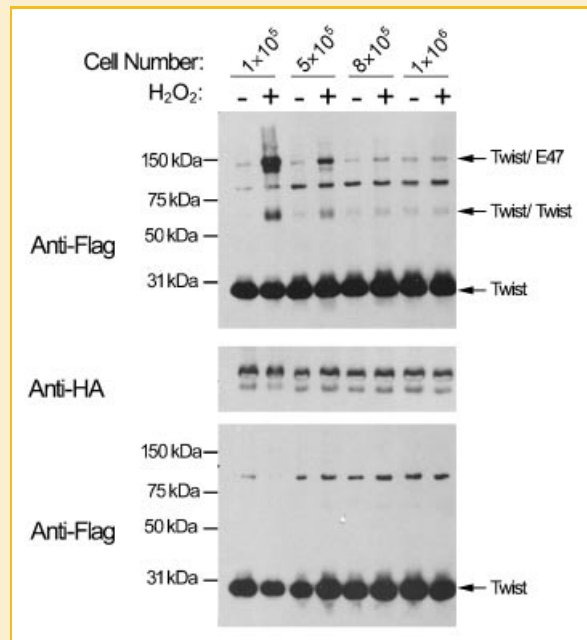 Cell Number: 1×10⁵ 5×10⁵ 8×10⁵ 1×10⁶
H₂O₂: - + - + - + - +
150 kDa Twist/ E47
75 kDa
Twist/ Twist
50 kDa
Anti-Flag
31 kDa Twist
Anti-HA
150 kDa
75 kDa
50 kDa
Anti-Flag
31 kDa Twist